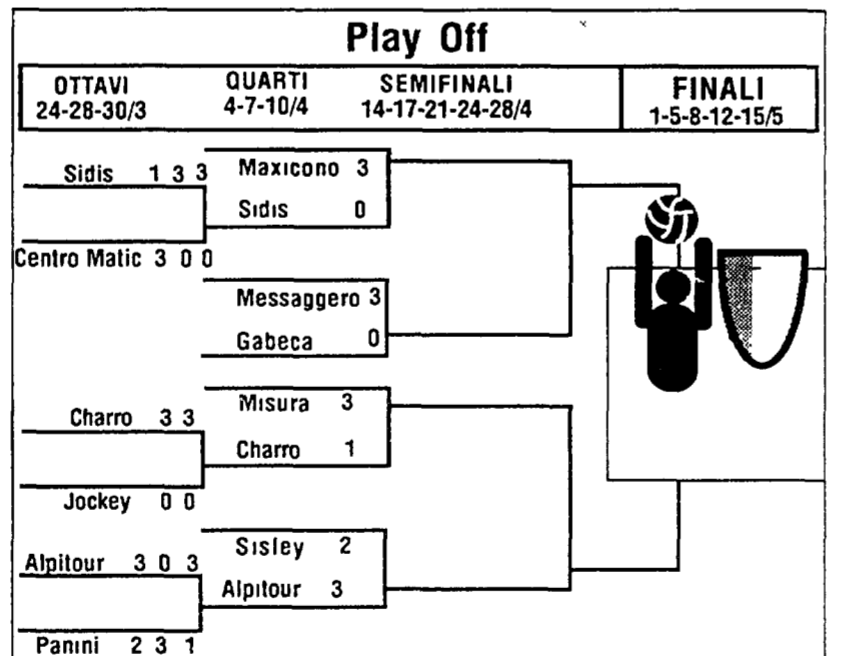 Play Off
OTTAVI
24-28-30/3
QUARTI
4-7-10/4
SEMIFINALI
14-17-21-24-28/4
FINALI
1-5-8-12-15/5
Sidis 1 3 3
Centro Matic 3 0 0
Maxicono 3
Sidis 0
Messaggero 3
Gabeca 0
Charro 3 3
Jockey 0 0
Misura 3
Charro 1
Alpitour 3 0 3
Panini 2 3 1
Sisley 2
Alpitour 3